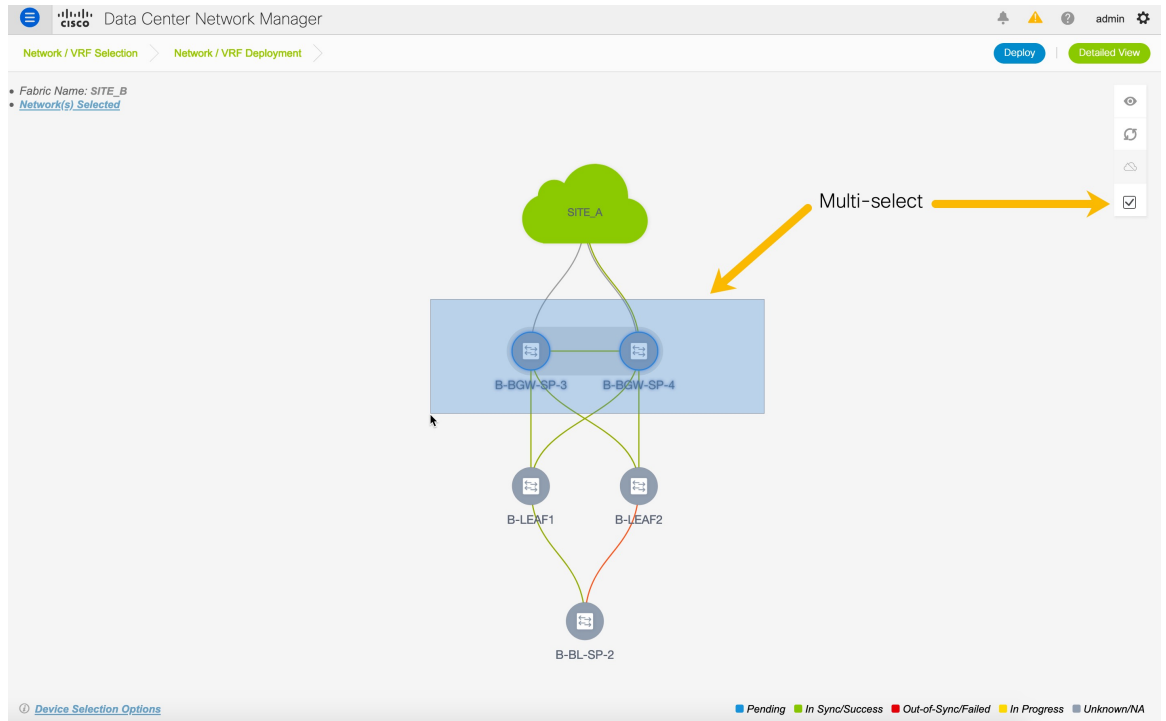 cisco Data Center Network Manager admin
Network / VRF Selection Network / VRF Deployment Deploy Detailed View
• Fabric Name: SITE_B
• Network(s) Selected
Multi-select
SITE_A
B-BGW-SP-3 B-BGW-SP-4
B-LEAF1 B-LEAF2
B-BL-SP-2
Device Selection Options Pending In Sync/Success Out-of-Sync/Failed In Progress Unknown/NA